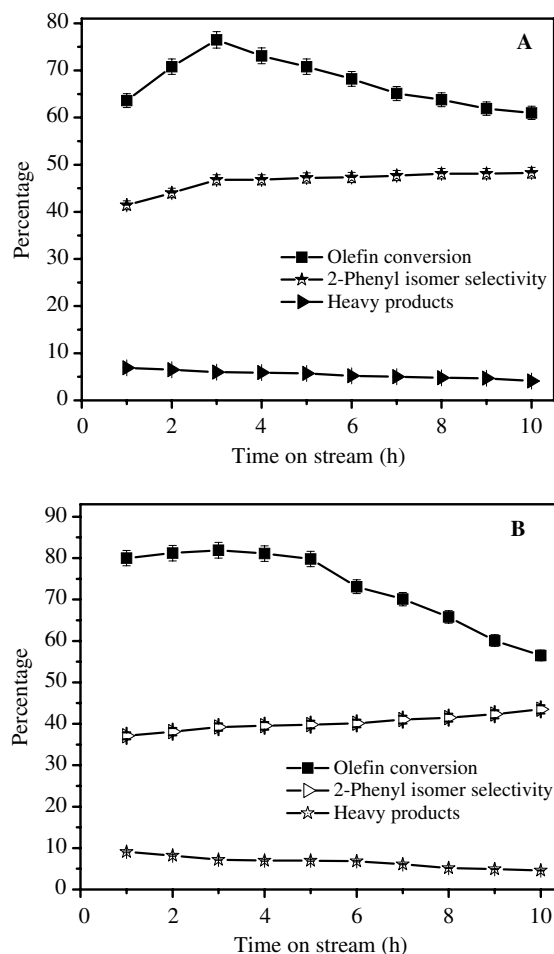 A
80
70
60
50
40
30
20
10
0
Percentage
Olefin conversion
2-Phenyl isomer selectivity
Heavy products
0 2 4 6 8 10
Time on stream (h)
B
90
80
70
60
50
40
30
20
10
0
Percentage
Olefin conversion
2-Phenyl isomer selectivity
Heavy products
0 2 4 6 8 10
Time on stream (h)